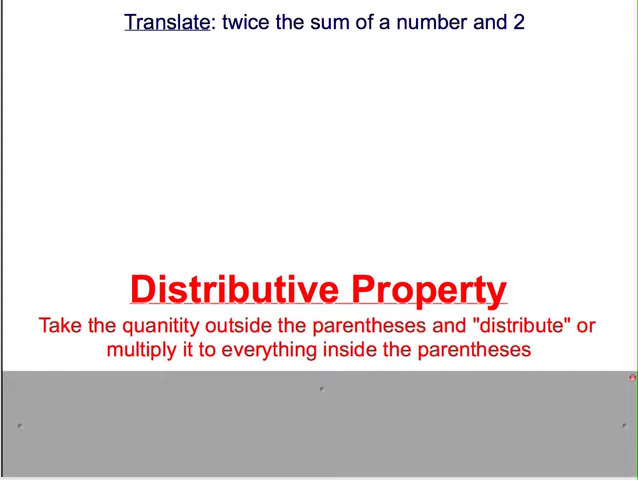 Translate: twice the sum of a number and 2
Distributive Property
Take the quanitity outside the parentheses and "distribute" or
multiply it to everything inside the parentheses